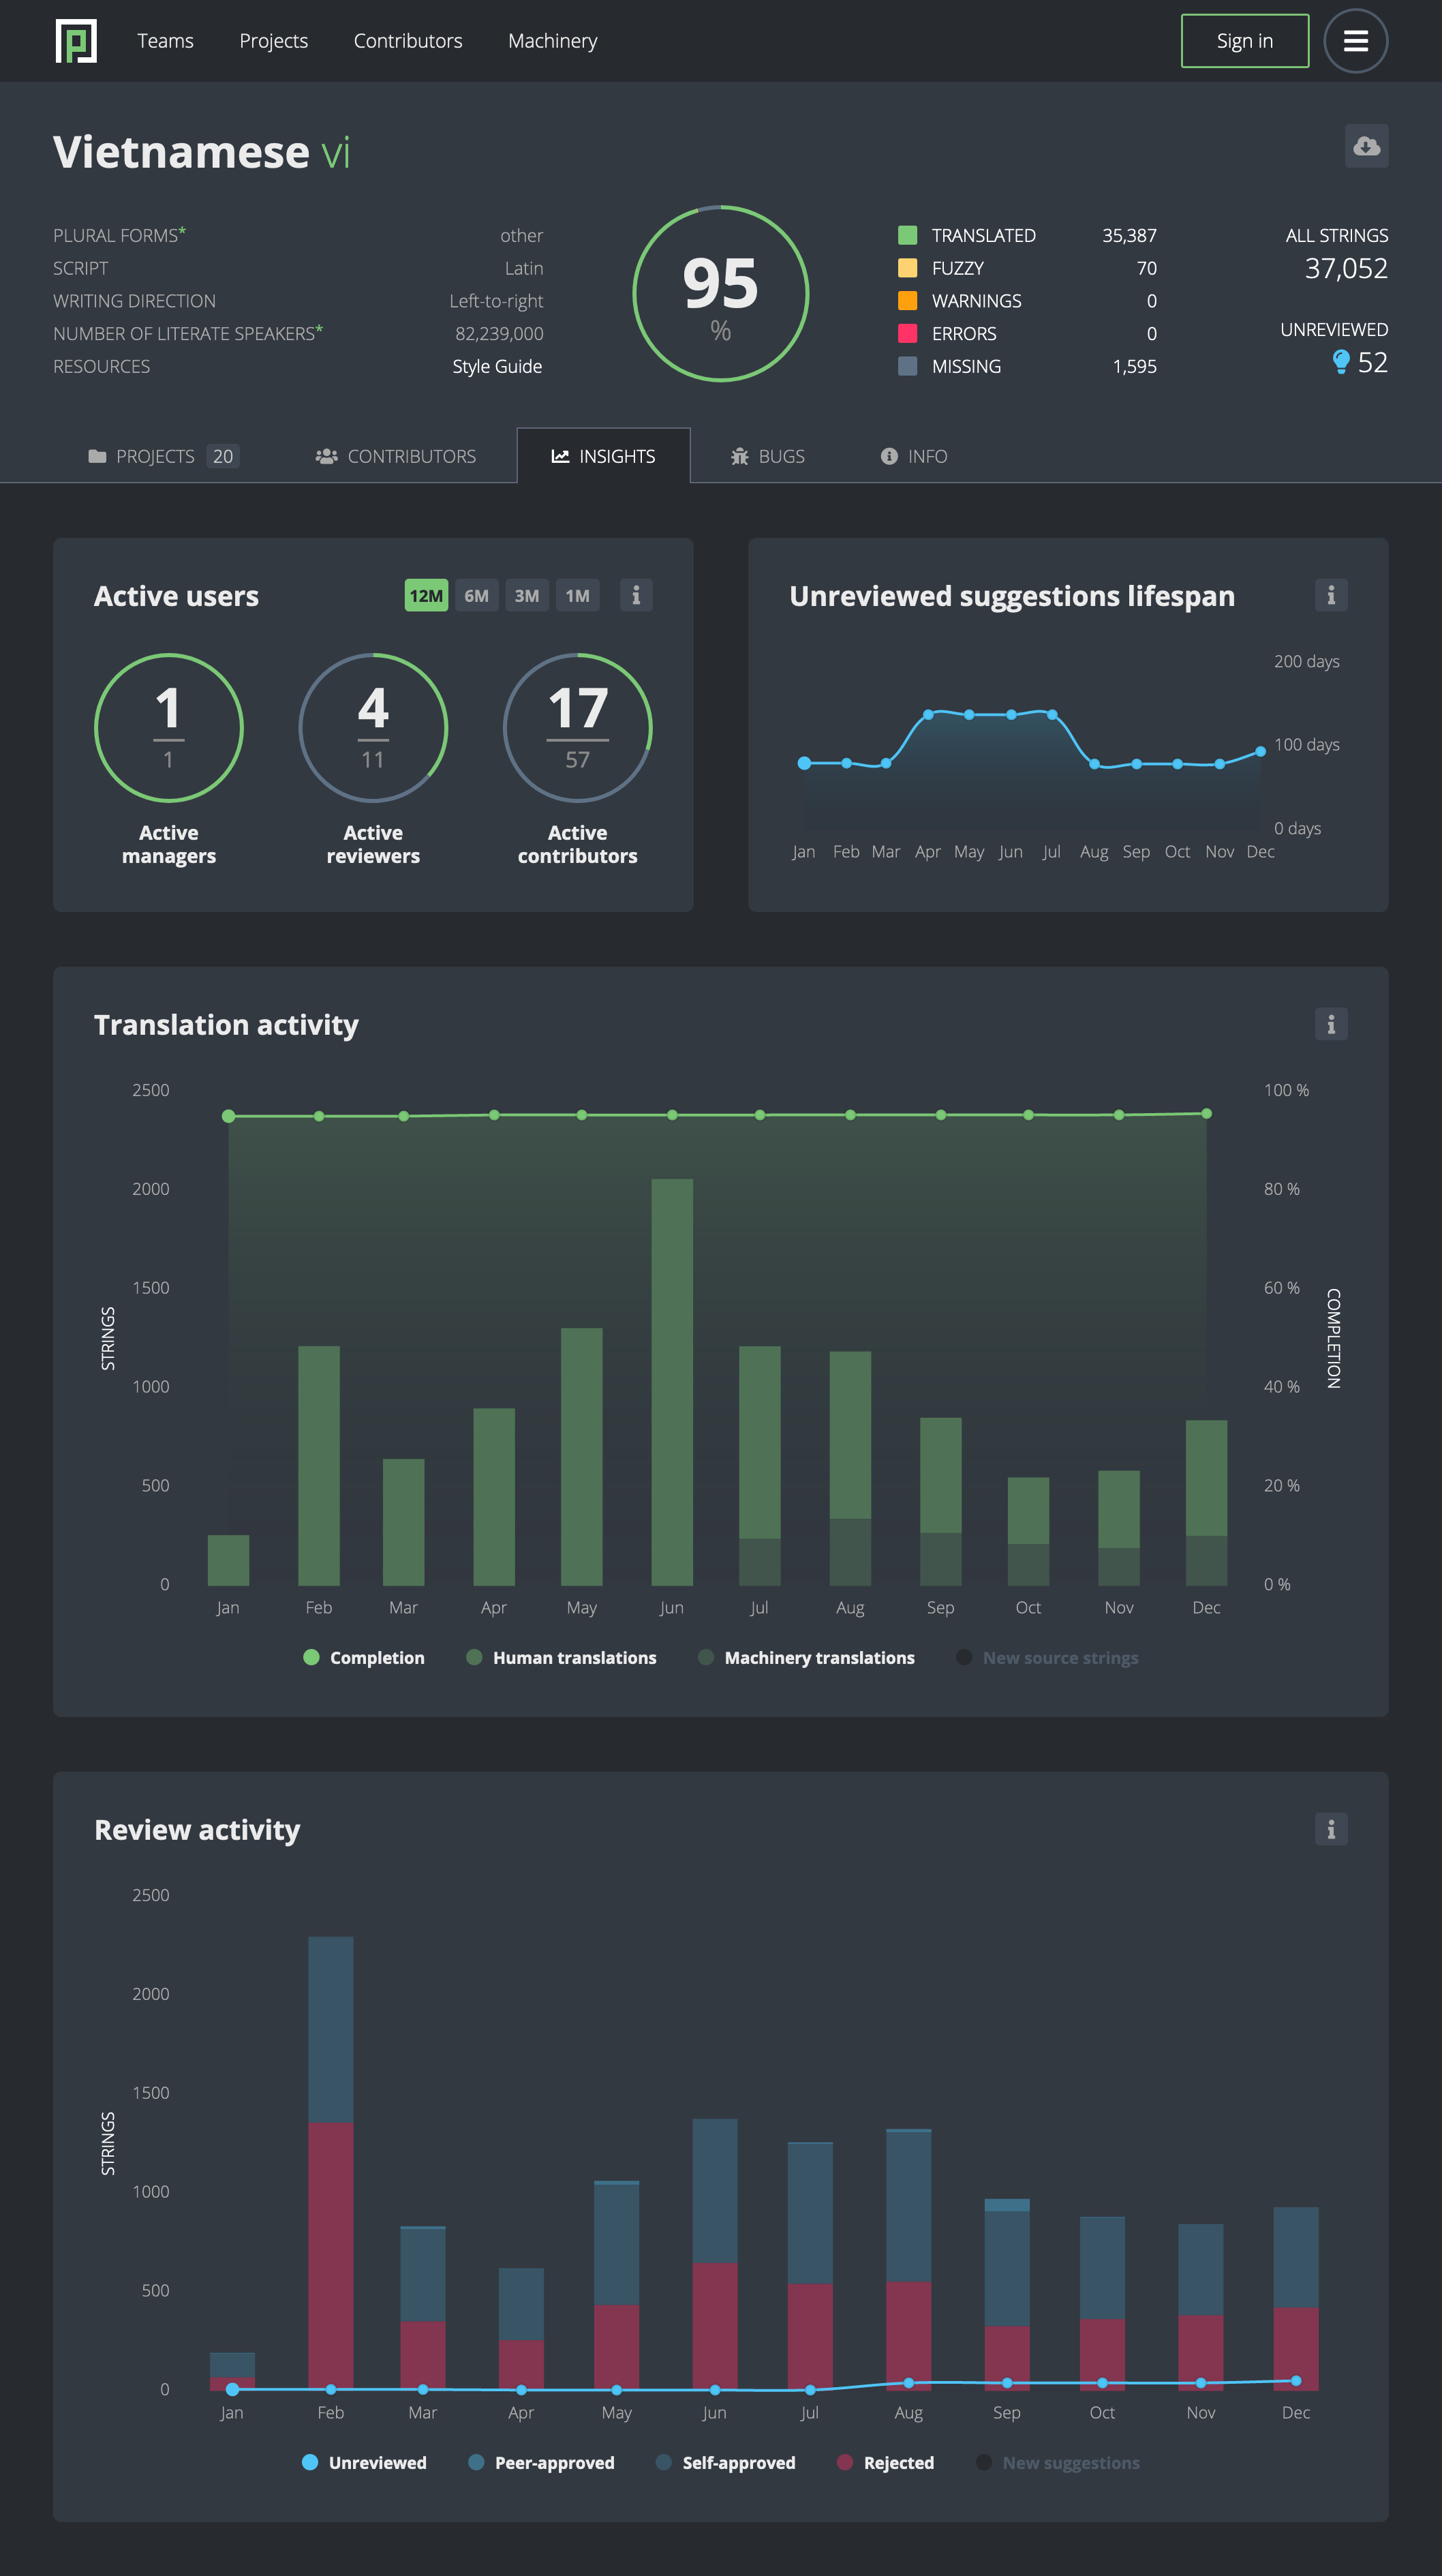 Teams Projects Contributors Machinery Sign in
Vietnamese vi
PLURAL FORMS* other
SCRIPT Latin
WRITING DIRECTION Left-to-right
NUMBER OF LITERATE SPEAKERS* 82,239,000
RESOURCES Style Guide
95
%
TRANSLATED 35,387
FUZZY 70
WARNINGS 0
ERRORS 0
MISSING 1,595
ALL STRINGS
37,052
UNREVIEWED
52
PROJECTS 20 CONTRIBUTORS INSIGHTS BUGS INFO
Active users 12M 6M 3M 1M
1
1
Active
managers
4
11
Active
reviewers
17
57
Active
contributors
Unreviewed suggestions lifespan
200 days
100 days
0 days
Jan Feb Mar Apr May Jun Jul Aug Sep Oct Nov Dec
Translation activity
2500 100 %
2000 80 %
1500 60 %
STRINGS COMPLETION
1000 40 %
500 20 %
0 0 %
Jan Feb Mar Apr May Jun Jul Aug Sep Oct Nov Dec
Completion Human translations Machinery translations New source strings
Review activity
2500
2000
1500
STRINGS
1000
500
0
Jan Feb Mar Apr May Jun Jul Aug Sep Oct Nov Dec
Unreviewed Peer-approved Self-approved Rejected New suggestions